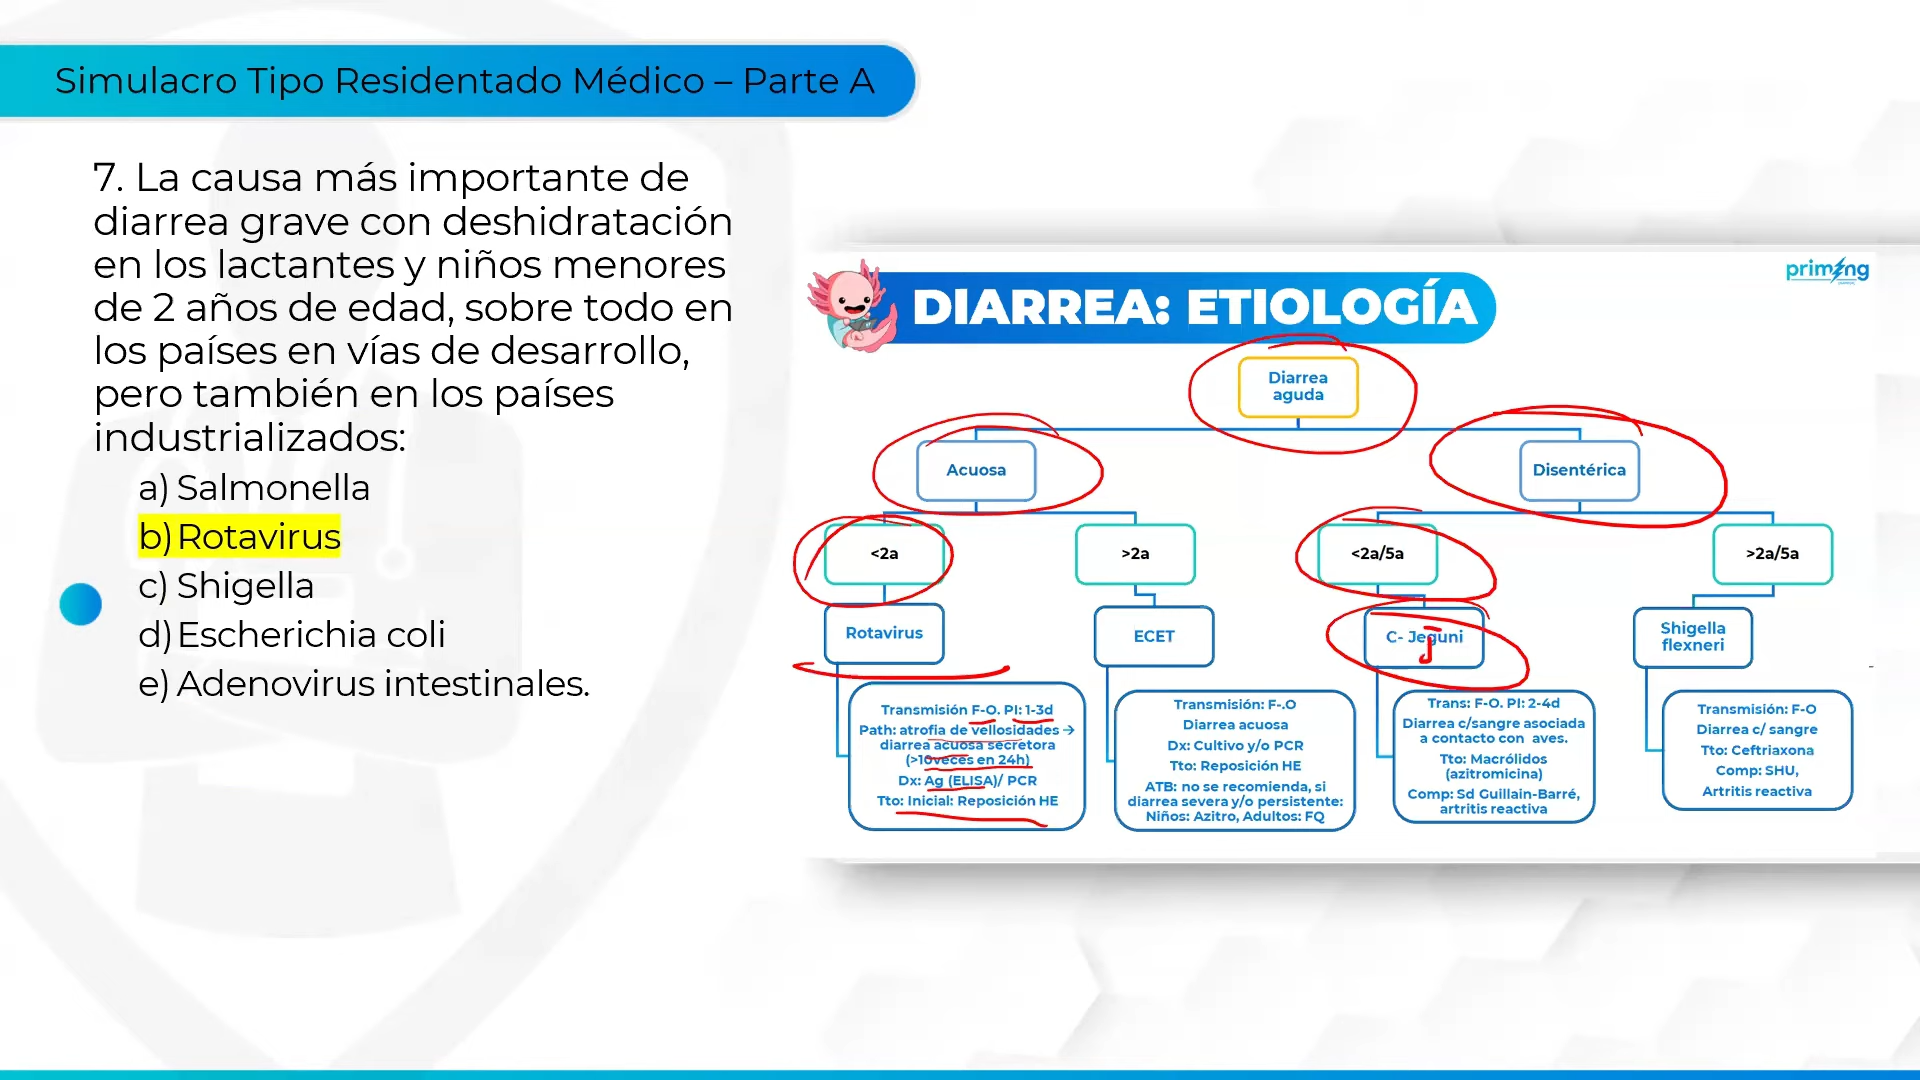 Simulacro Tipo Residentado Médico – Parte A
7. La causa más importante de
diarrea grave con deshidratación
en los lactantes y niños menores
de 2 años de edad, sobre todo en
los países en vías de desarrollo,
pero también en los países
industrializados:
a) Salmonella
b) Rotavirus
c) Shigella
d) Escherichia coli
e) Adenovirus intestinales.
priming
DIARREA: ETIOLOGÍA
Diarrea
aguda
Acuosa
Disentérica
<2a
>2a
<2a/5a
>2a/5a
Rotavirus
ECET
C- Jeguni
j
Shigella
flexneri
Transmisión F-O. PI: 1-3d
Path: atrofia de vellosidades →
diarrea acuosa secretora
(>10veces en 24h)
Dx: Ag (ELISA)/ PCR
Tto: Inicial: Reposición HE
Transmisión: F-.O
Diarrea acuosa
Dx: Cultivo y/o PCR
Tto: Reposición HE
ATB: no se recomienda, si
diarrea severa y/o persistente:
Niños: Azitro, Adultos: FQ
Trans: F-O. PI: 2-4d
Diarrea c/sangre asociada
a contacto con aves.
Tto: Macrólidos
(azitromicina)
Comp: Sd Guillain-Barré,
artritis reactiva
Transmisión: F-O
Diarrea c/ sangre
Tto: Ceftriaxona
Comp: SHU,
Artritis reactiva